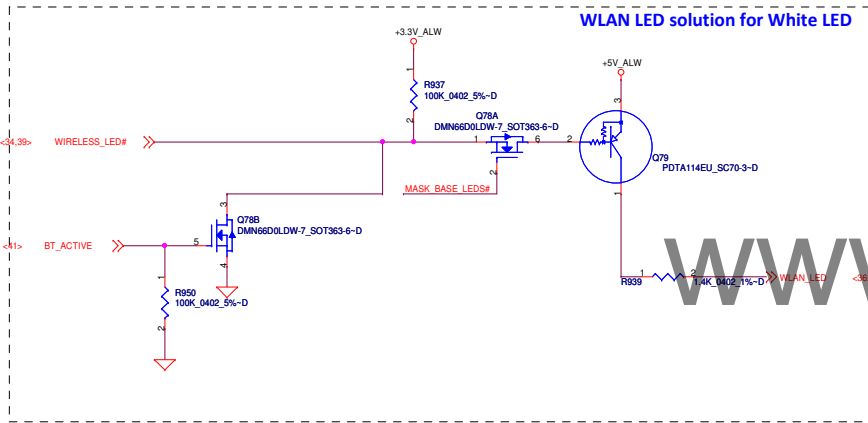 WLAN LED solution for White LED
+3.3V_ALW
+5V_ALW
1
R937
100K_0402_5%~D
2
Q78A
DMN66D0LDW-7_SOT363-6~D
3
<34,39> WIRELESS_LED#
1
6
2
2
Q79
PDTA114EU_SC70-3~D
MASK_BASE_LEDS#
1
3
Q78B
DMN66D0LDW-7_SOT363-6~D
<41> BT_ACTIVE
5
4
1
R950
100K_0402_5%~D
2
1
2
R939
1.4K_0402_1%~D
WLAN_LED
<36
WWW